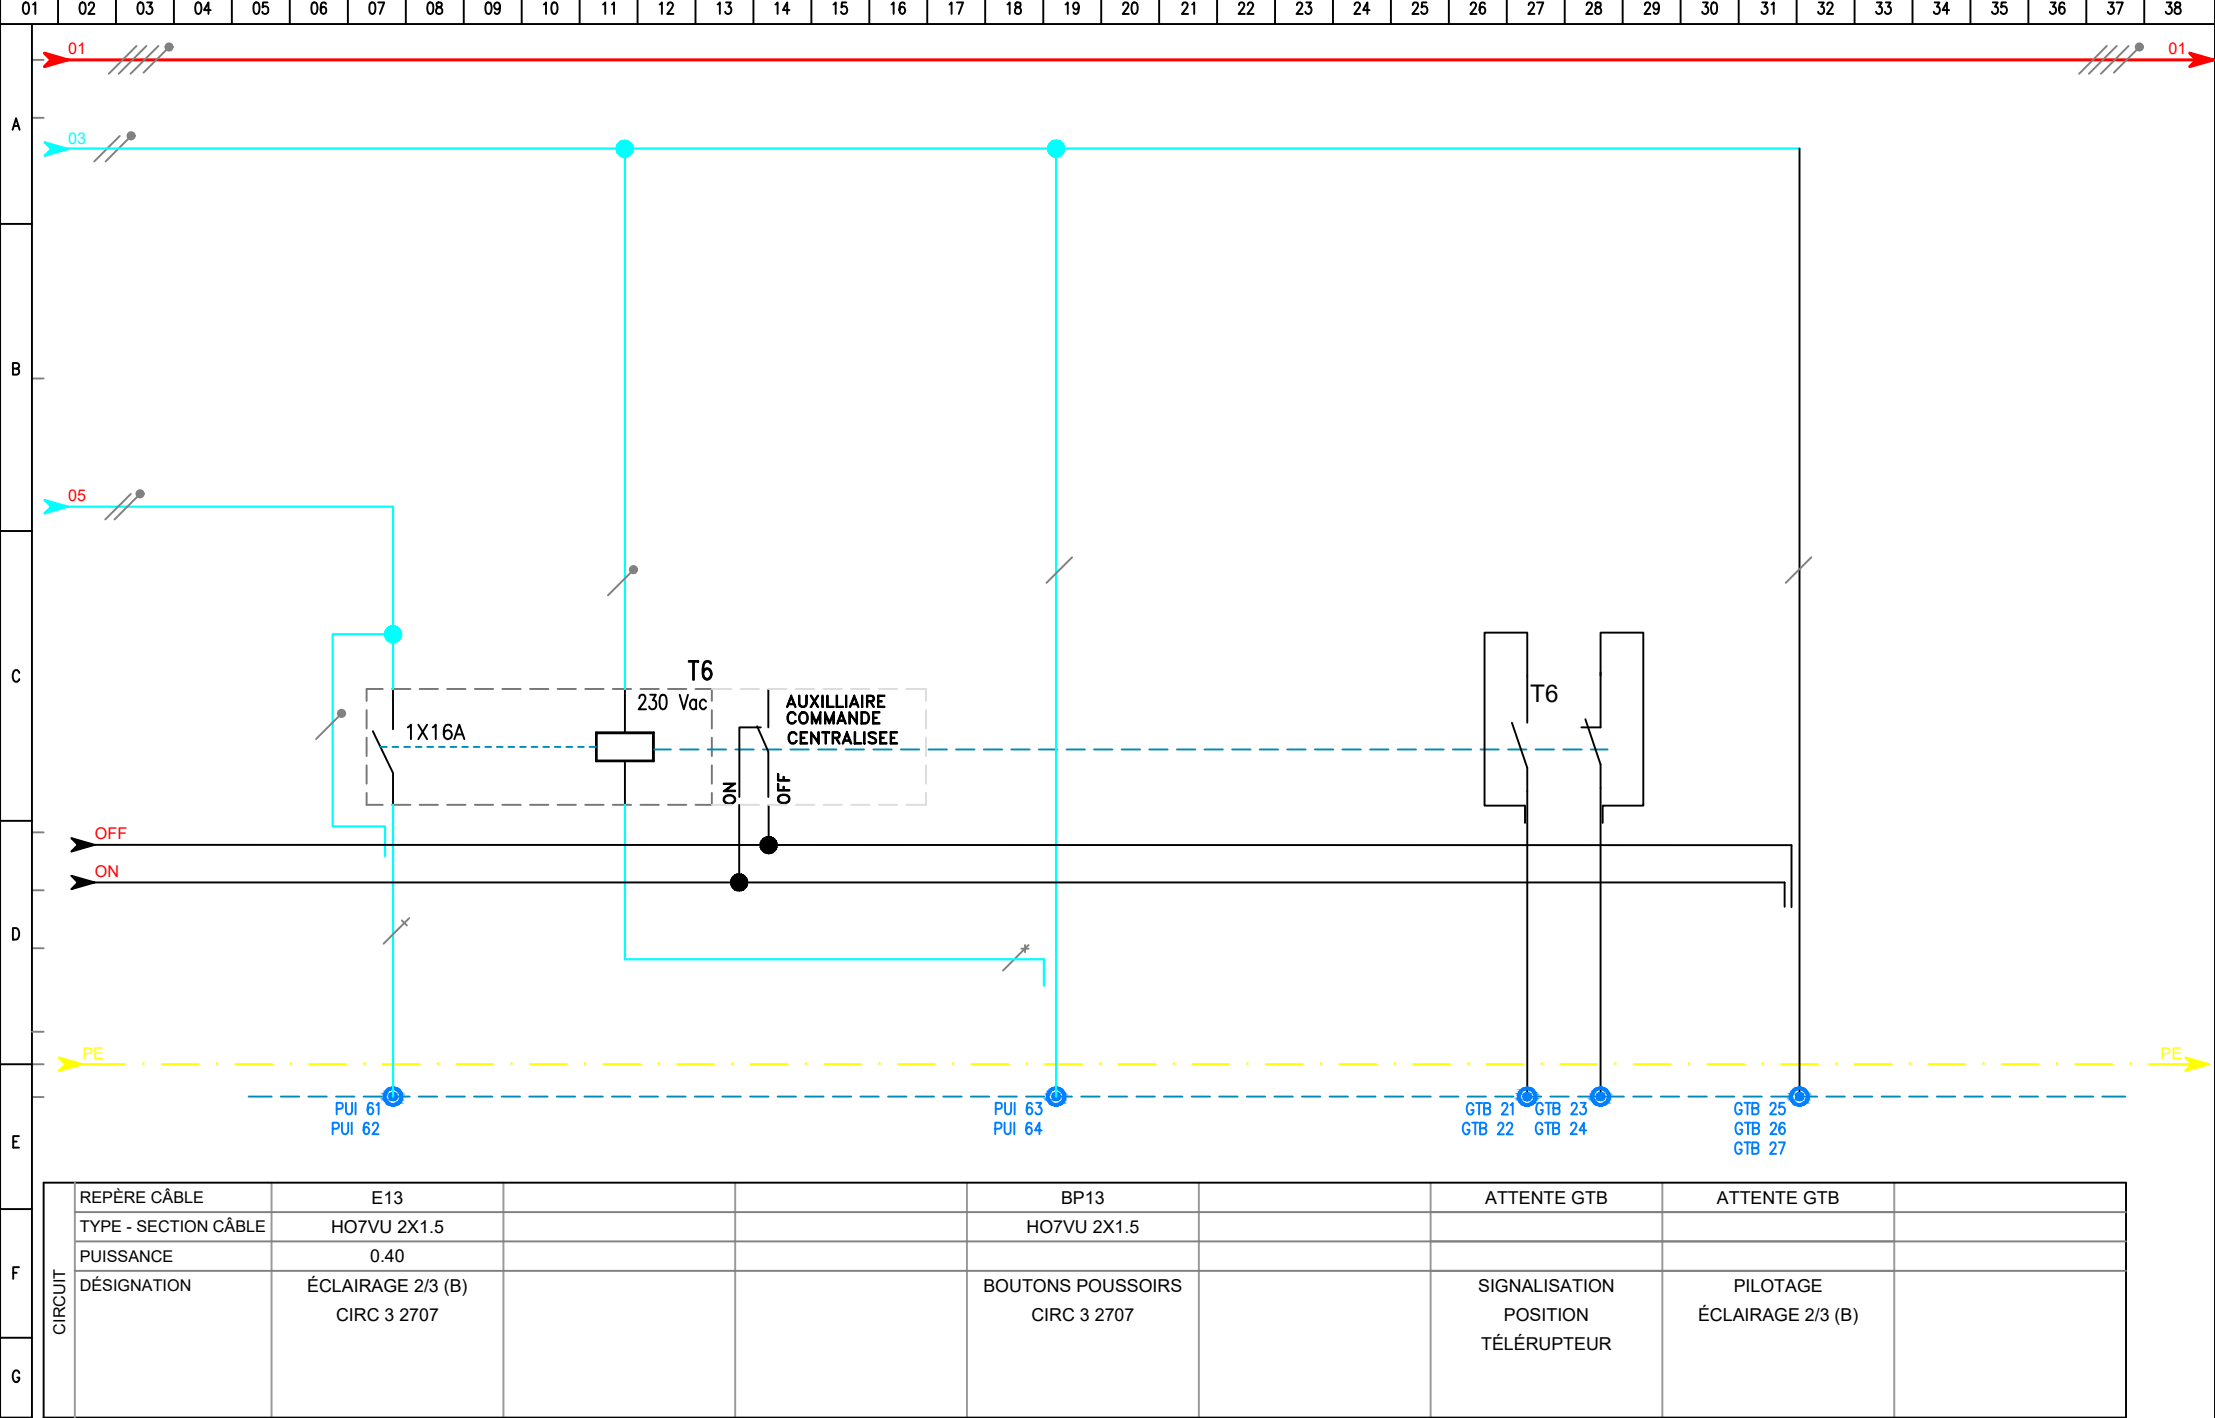 01 02 03 04 05 06 07 08 09 10 11 12 13 14 15 16 17 18 19 20 21 22 23 24 25 26 27 28 29 30 31 32 33 34 35 36 37 38
01 01
A
03
B
05
C
T6
230 Vac
1X16A
AUXILLIAIRE
COMMANDE
CENTRALISEE
ON
OFF
T6
OFF
ON
D
PE PE
PUI 61
PUI 62
PUI 63
PUI 64
GTB 21
GTB 22
GTB 23
GTB 24
GTB 25
GTB 26
GTB 27
E
F
G
CIRCUIT
REPÈRE CÂBLE E13 BP13 ATTENTE GTB ATTENTE GTB
TYPE - SECTION CÂBLE HO7VU 2X1.5 HO7VU 2X1.5
PUISSANCE 0.40
DÉSIGNATION ÉCLAIRAGE 2/3 (B) BOUTONS POUSSOIRS SIGNALISATION PILOTAGE
CIRC 3 2707 CIRC 3 2707 POSITION ÉCLAIRAGE 2/3 (B)
TÉLÉRUPTEUR